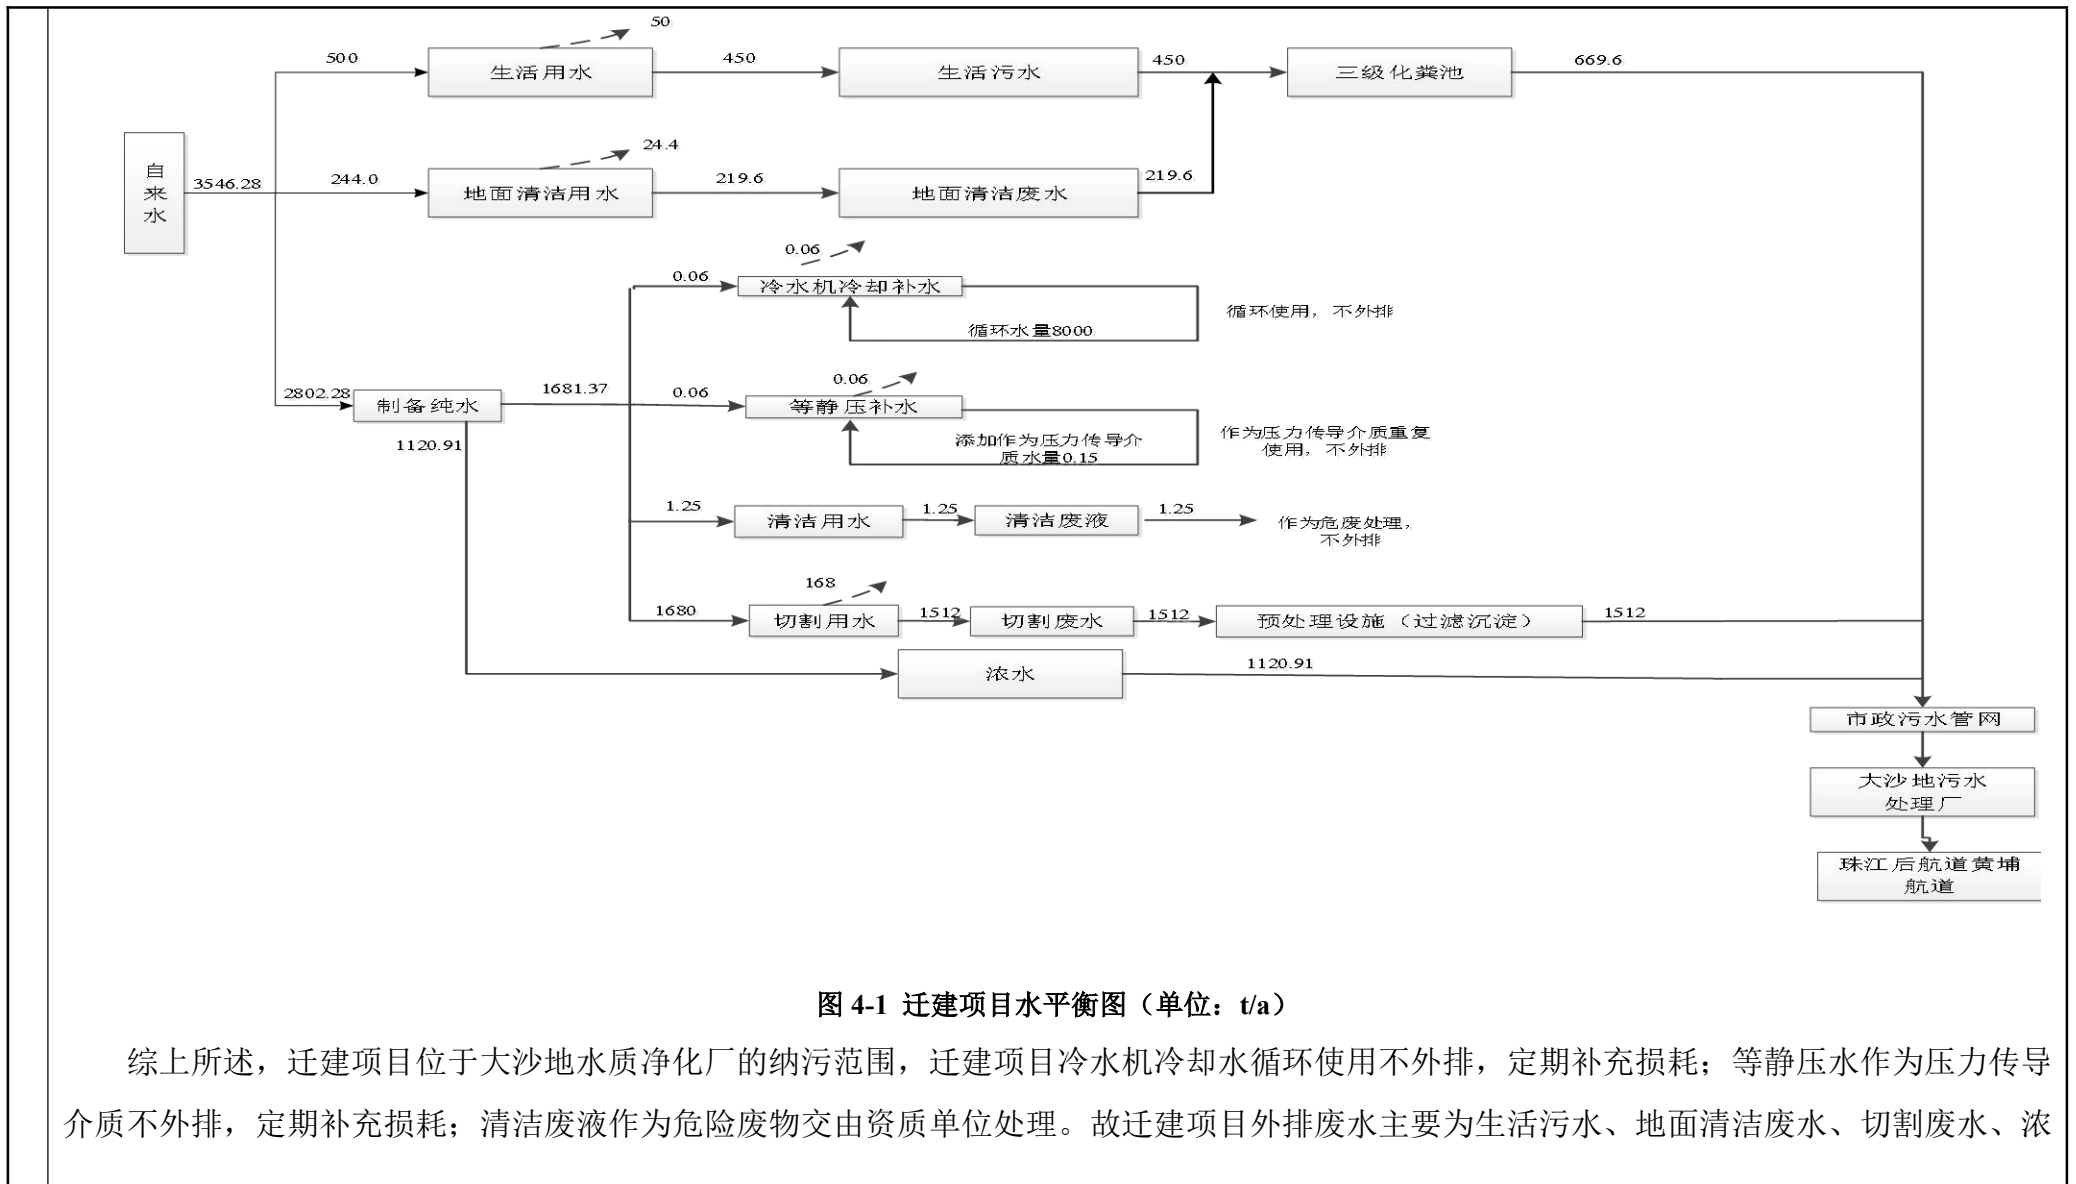 50
500
生活用水
450
生活污水
450
三级化粪池
669.6
自
来
水
3546.28
244.0
24.4
地面清洁用水
219.6
地面清洁废水
219.6
0.06
0.06
冷水机冷却补水
循环水量8000
循环使用，不外排
2802.28
制备纯水
1681.37
1120.91
0.06
0.06
等静压补水
添加作为压力传导介
质水量0.15
作为压力传导介质重复
使用，不外排
1.25
清洁用水
1.25
清洁废液
1.25
作为危废处理，
不外排
168
1680
切割用水
1512
切割废水
1512
预处理设施（过滤沉淀）
1512
浓水
1120.91
市政污水管网
大沙地污水
处理厂
珠江后航道黄埔
航道
图 4-1 迁建项目水平衡图（单位：t/a）
综上所述，迁建项目位于大沙地水质净化厂的纳污范围，迁建项目冷水机冷却水循环使用不外排，定期补充损耗；等静压水作为压力传导
介质不外排，定期补充损耗；清洁废液作为危险废物交由资质单位处理。故迁建项目外排废水主要为生活污水、地面清洁废水、切割废水、浓